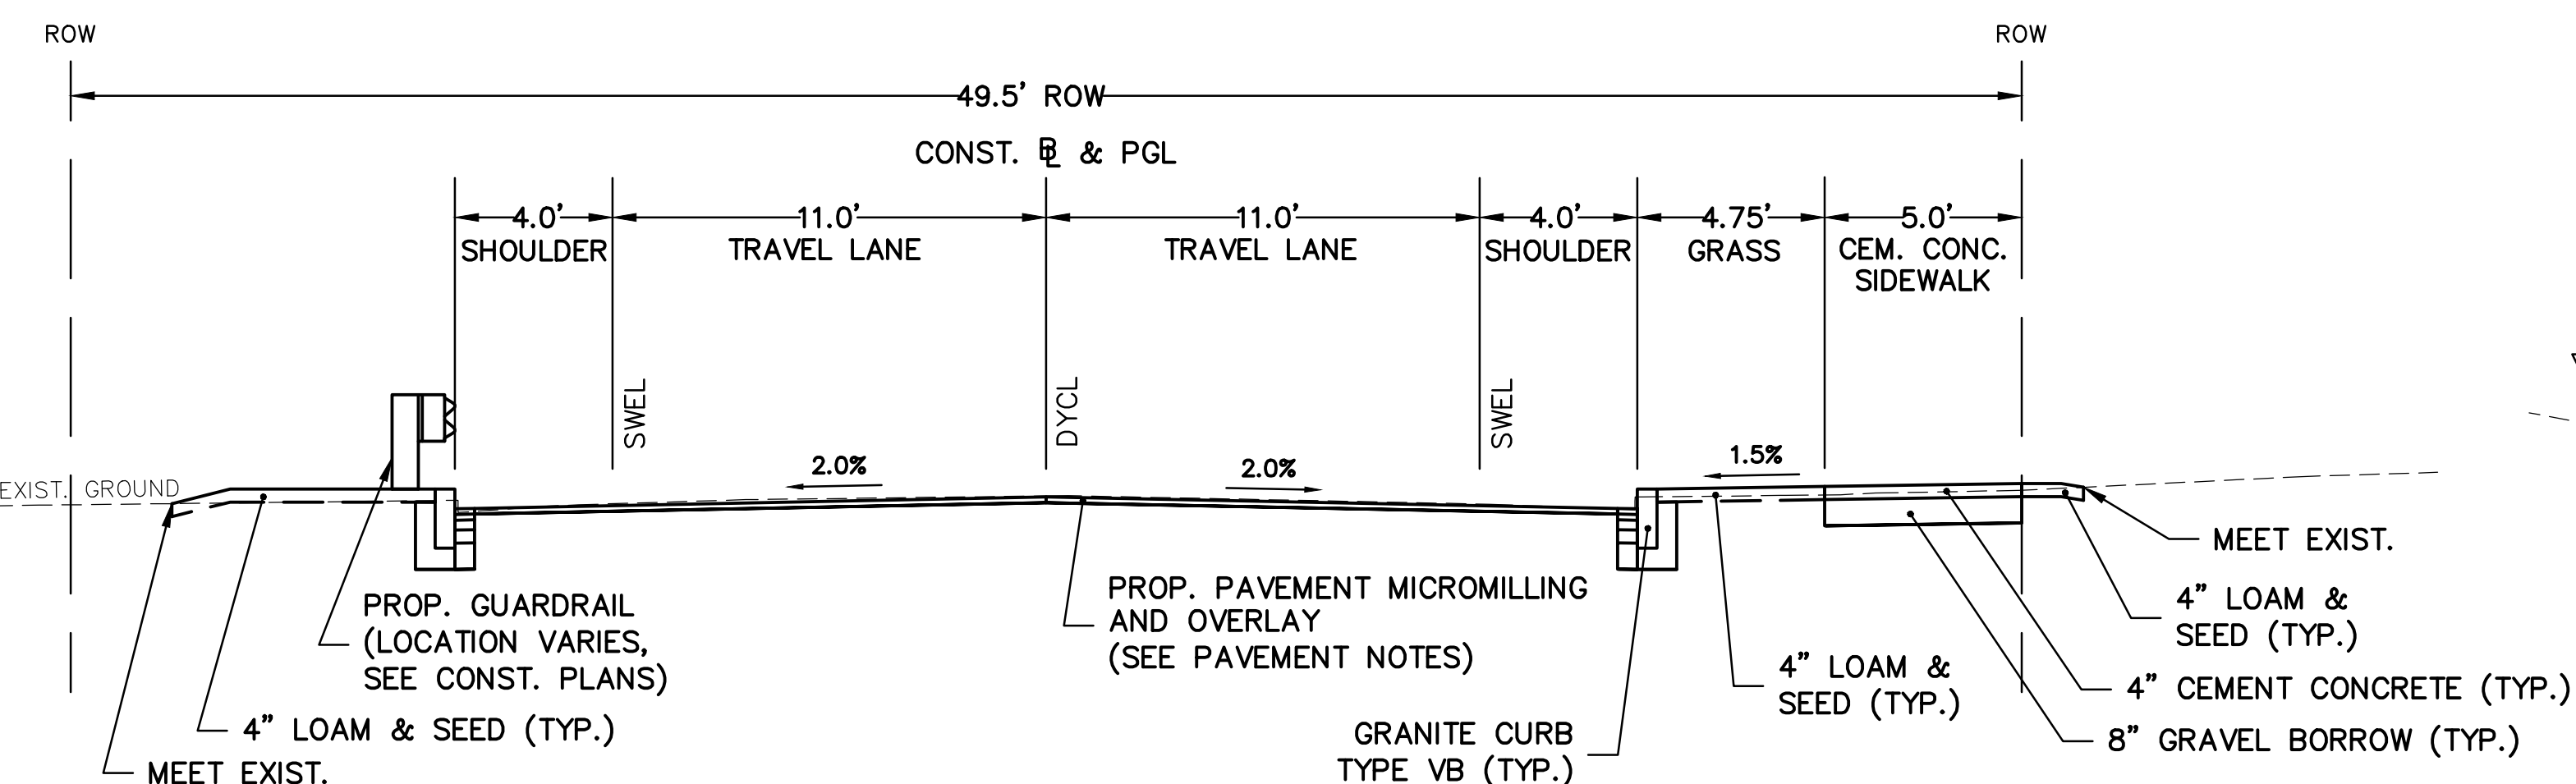 ROW
ROW
49.5' ROW
CONST. BL & PGL
4.0'
11.0'
11.0'
4.0'
4.75'
5.0'
SHOULDER
TRAVEL LANE
TRAVEL LANE
SHOULDER
GRASS
CEM. CONC.
SIDEWALK
SWEL
DYCL
SWEL
2.0%
2.0%
1.5%
EXIST. GROUND
MEET EXIST.
PROP. GUARDRAIL
(LOCATION VARIES,
SEE CONST. PLANS)
PROP. PAVEMENT MICROMILLING
AND OVERLAY
(SEE PAVEMENT NOTES)
4" LOAM &
SEED (TYP.)
4" LOAM &
SEED (TYP.)
4" CEMENT CONCRETE (TYP.)
4" LOAM & SEED (TYP.)
GRANITE CURB
TYPE VB (TYP.)
8" GRAVEL BORROW (TYP.)
MEET EXIST.